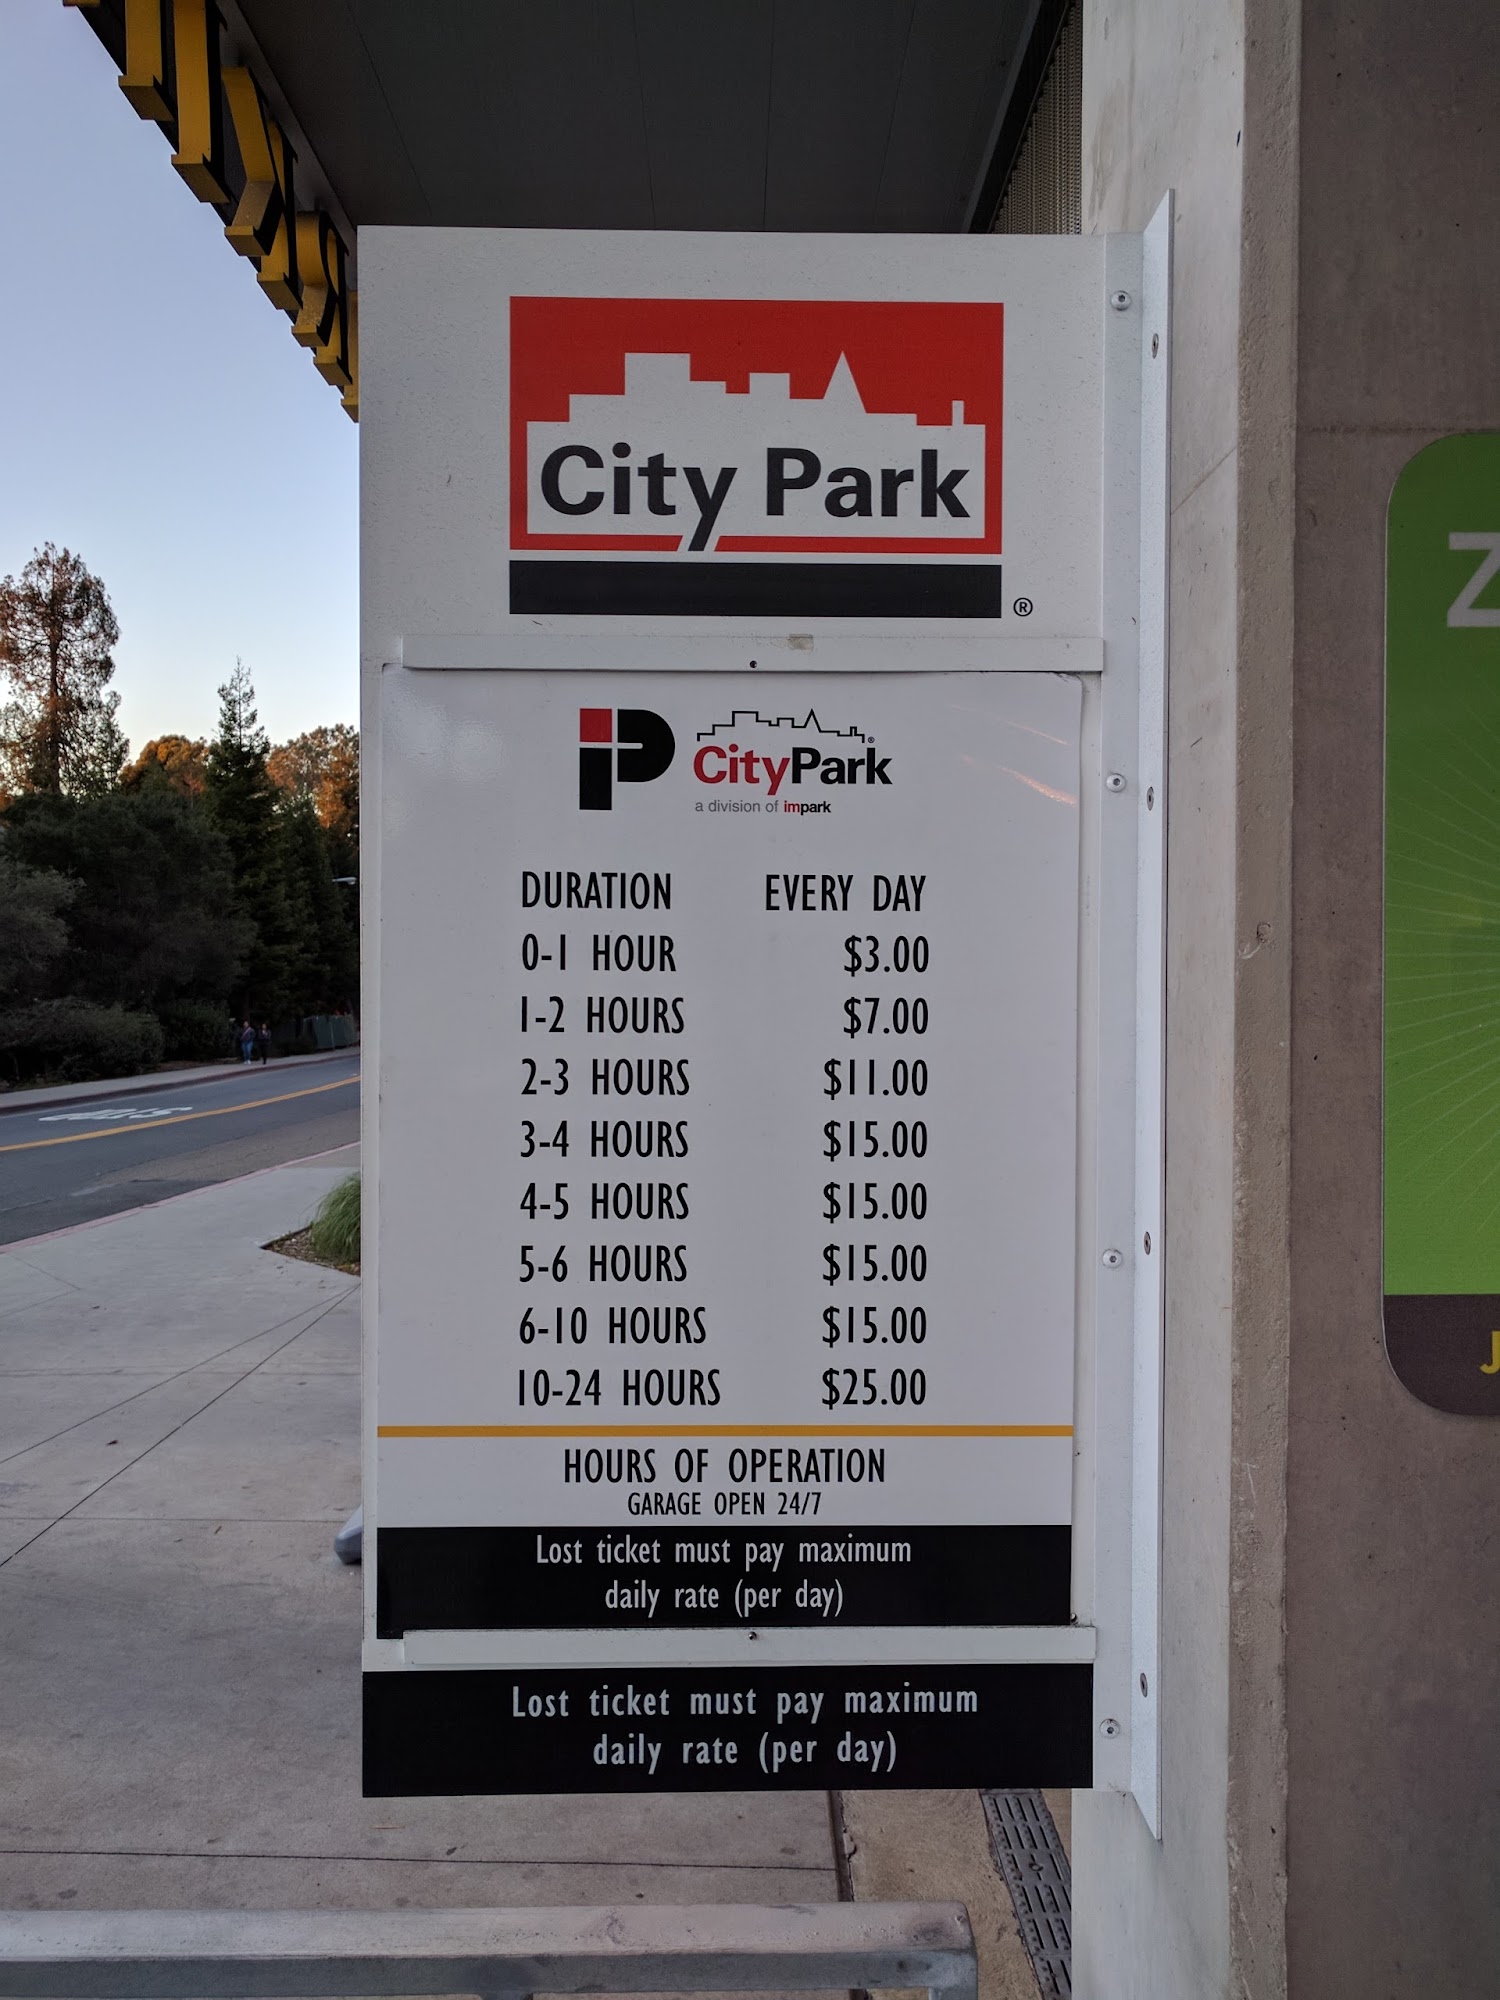 City Park
®
P
CityPark®
a division of impark
DURATION EVERY DAY
0-1 HOUR $3.00
1-2 HOURS $7.00
2-3 HOURS $11.00
3-4 HOURS $15.00
4-5 HOURS $15.00
5-6 HOURS $15.00
6-10 HOURS $15.00
10-24 HOURS $25.00
HOURS OF OPERATION
GARAGE OPEN 24/7
Lost ticket must pay maximum
daily rate (per day)
Lost ticket must pay maximum
daily rate (per day)
STOP
Z
J